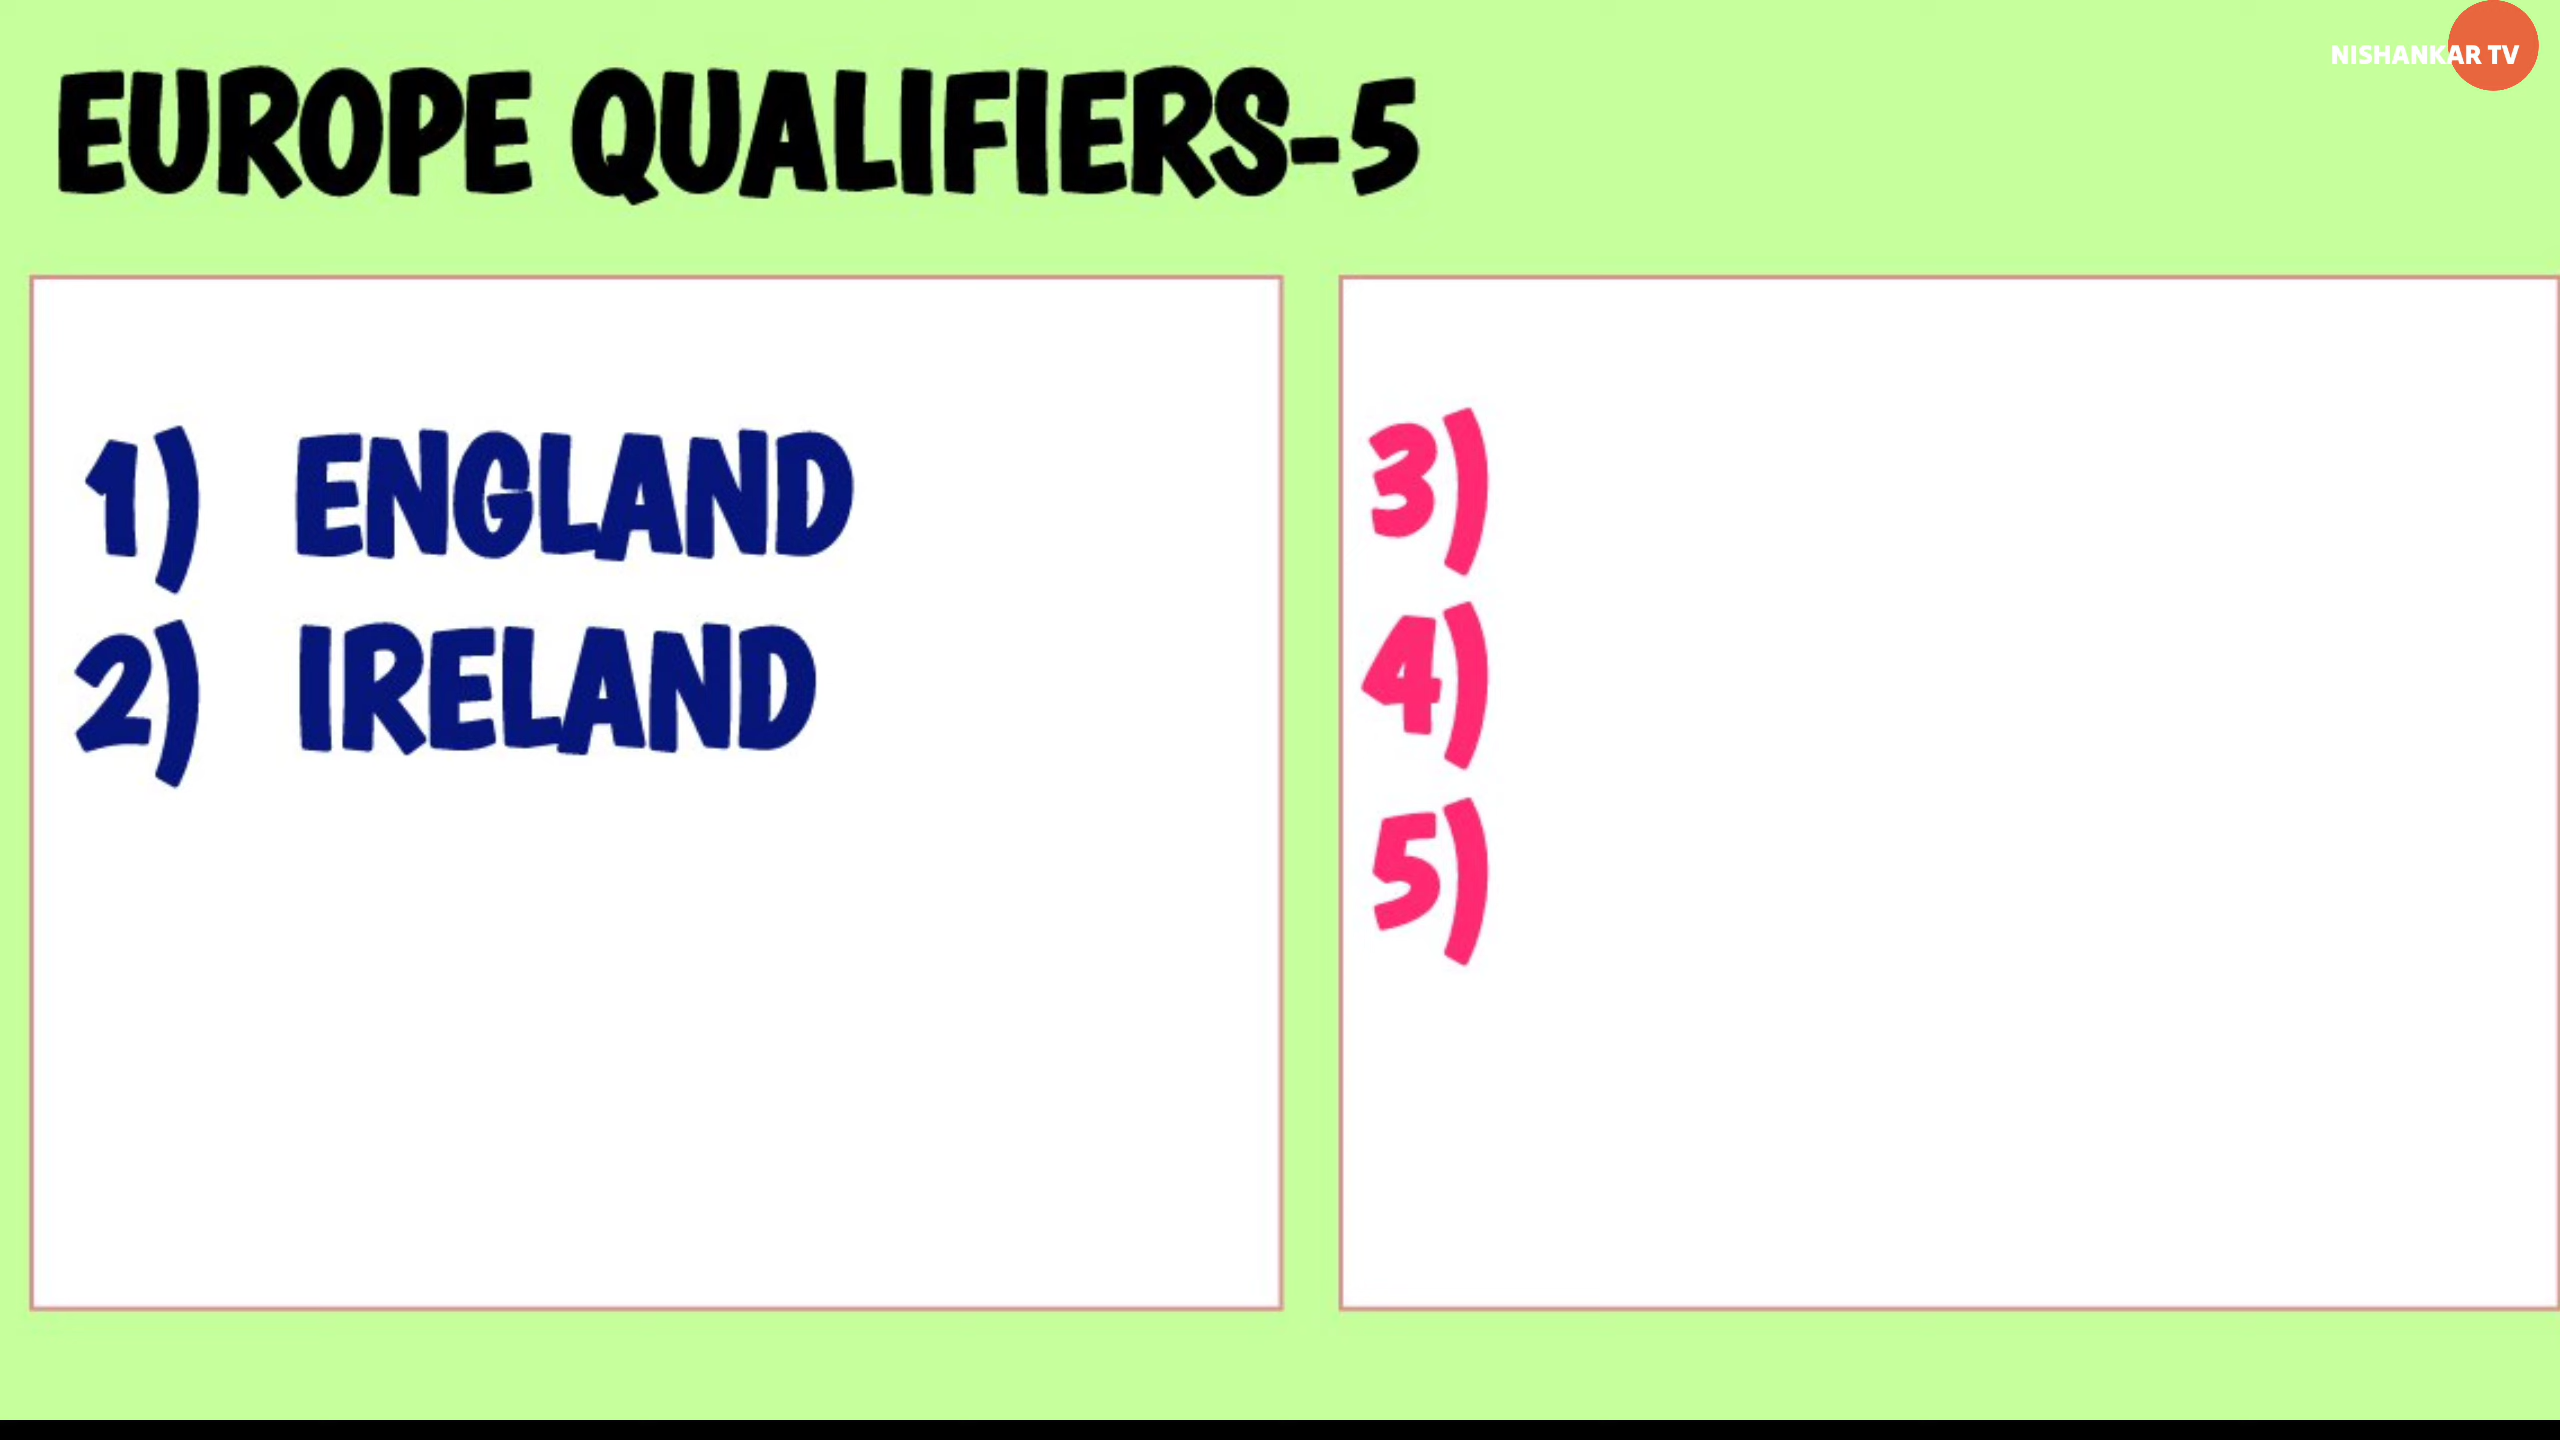 NISHANKAR TV
EUROPE QUALIFIERS-5
1) ENGLAND
2) IRELAND
3)
4)
5)